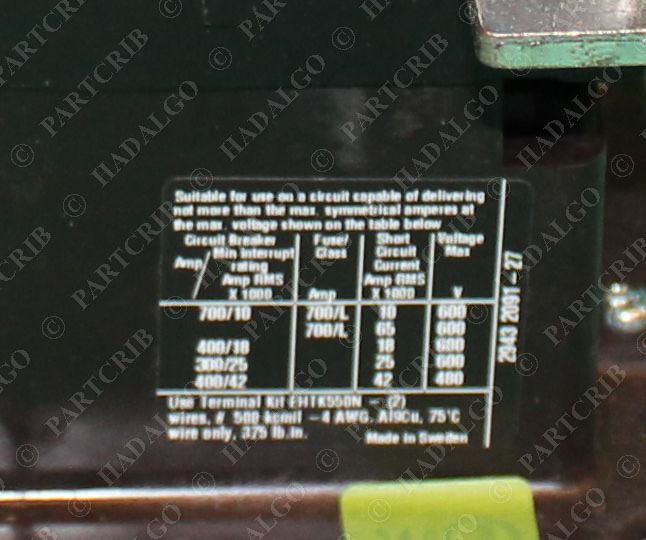 Suitable for use on a circuit capable of delivering
not more than the max. symmetrical amperes at
the max. voltage shown on the table below
Circuit Breaker Fuse/ Short Voltage
Amp/ Min Interrupt Class Circuit Max
rating Current
Amp RMS Amp RMS
X 1000 Amp X 1000 V
700/10 700/L 10 600
700/L 65 600
400/18 18 600
300/25 25 600
400/42 42 480
Use Terminal Kit EHTK550N - (2)
wires, # 500 kcmil -4 AWG. Al9Cu, 75°C
wire only, 375 lb.in. Made in Sweden
2943 2091-27
© PARTCRIB
© HADALGO